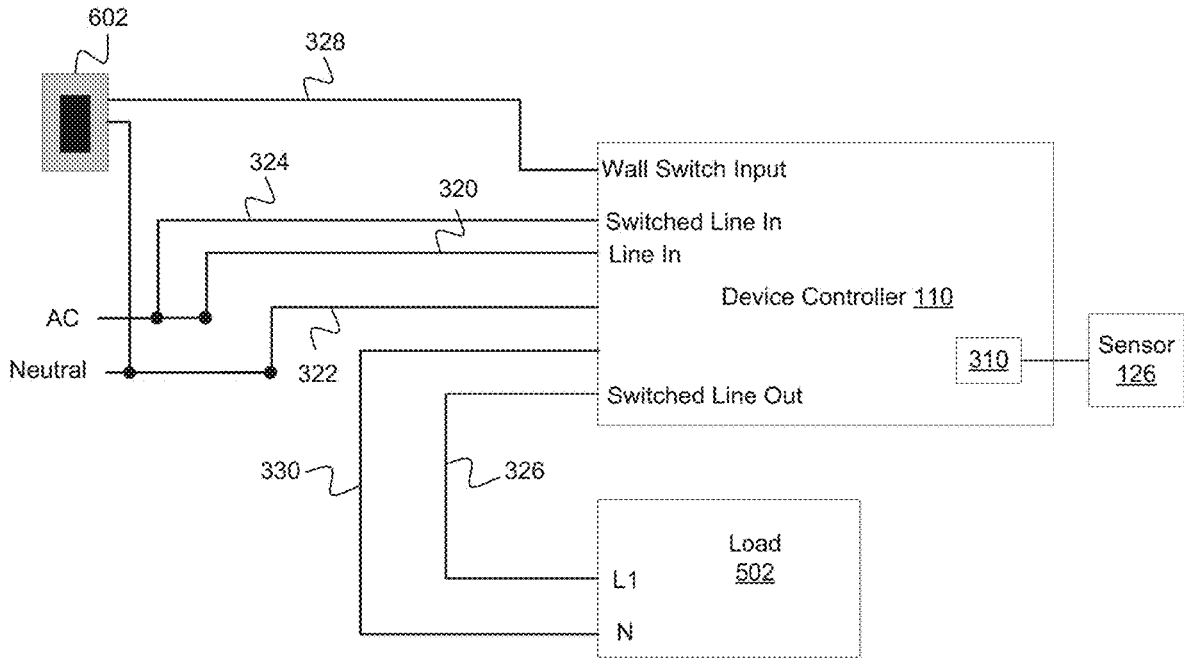 602
328
Wall Switch Input
324
320
Switched Line In
Line In
AC
Device Controller 110
Neutral
322
310
Sensor
126
Switched Line Out
330
326
Load
502
L1
N